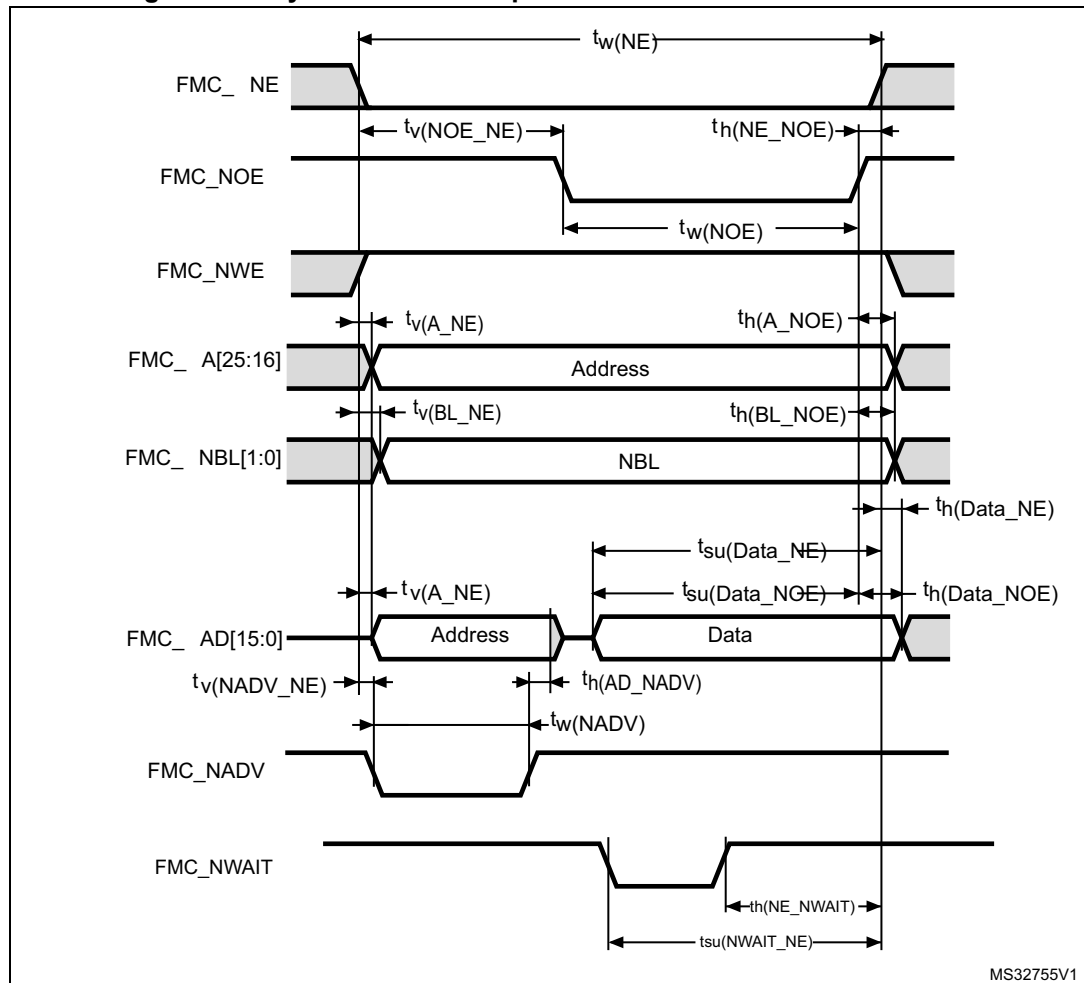 tw(NE)
FMC_ NE
tv(NOE_NE)
th(NE_NOE)
FMC_NOE
tw(NOE)
FMC_NWE
tv(A_NE)
th(A_NOE)
FMC_ A[25:16]
Address
tv(BL_NE)
th(BL_NOE)
FMC_ NBL[1:0]
NBL
th(Data_NE)
tsu(Data_NE)
tv(A_NE)
tsu(Data_NOE)
th(Data_NOE)
FMC_ AD[15:0]
Address
Data
tv(NADV_NE)
th(AD_NADV)
tw(NADV)
FMC_NADV
FMC_NWAIT
th(NE_NWAIT)
tsu(NWAIT_NE)
MS32755V1